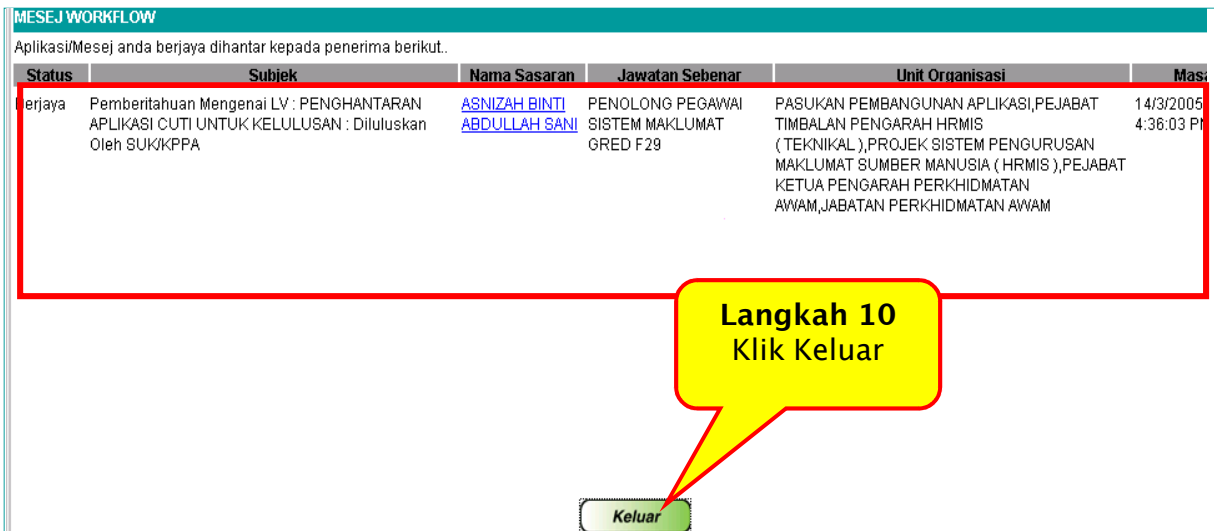 MESEJ WORKFLOW
Aplikasi/Mesej anda berjaya dihantar kepada penerima berikut..
Status Subjek Nama Sasaran Jawatan Sebenar Unit Organisasi Masa
Berjaya Pemberitahuan Mengenai LV : PENGHANTARAN ASNIZAH BINTI PENOLONG PEGAWAI PASUKAN PEMBANGUNAN APLIKASI,PEJABAT 14/3/2005
APLIKASI CUTI UNTUK KELULUSAN : Diluluskan ABDULLAH SANI SISTEM MAKLUMAT TIMBALAN PENGARAH HRMIS 4:36:03 PM
Oleh SUK/KPPA GRED F29 ( TEKNIKAL ),PROJEK SISTEM PENGURUSAN
MAKLUMAT SUMBER MANUSIA ( HRMIS ),PEJABAT
KETUA PENGARAH PERKHIDMATAN
AWAM,JABATAN PERKHIDMATAN AWAM
Langkah 10
Klik Keluar
Keluar